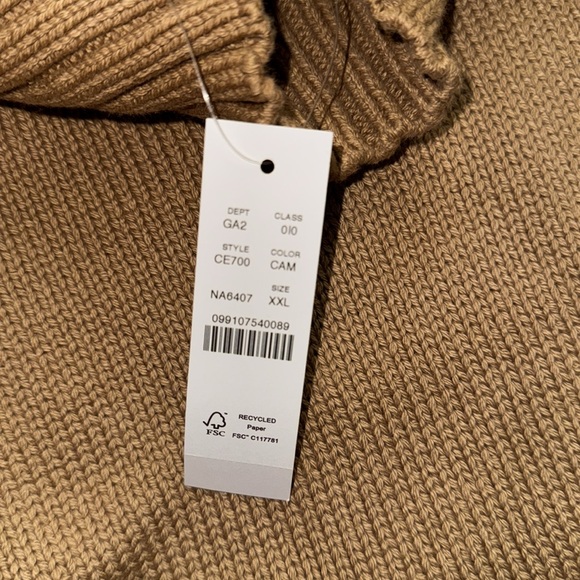 DEPT CLASS
GA2 010
STYLE COLOR
CE700 CAM
SIZE
NA6407 XXL
099107540089
RECYCLED
Paper
FSC FSC® C117781